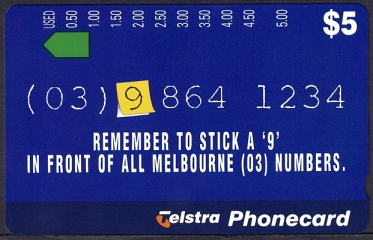 USED 0.50 1.00 1.50 2.00 2.50 3.00 3.50 4.00 4.50 5.00
$5
(03) 9 864 1234
REMEMBER TO STICK A '9'
IN FRONT OF ALL MELBOURNE (03) NUMBERS.
Telstra Phonecard